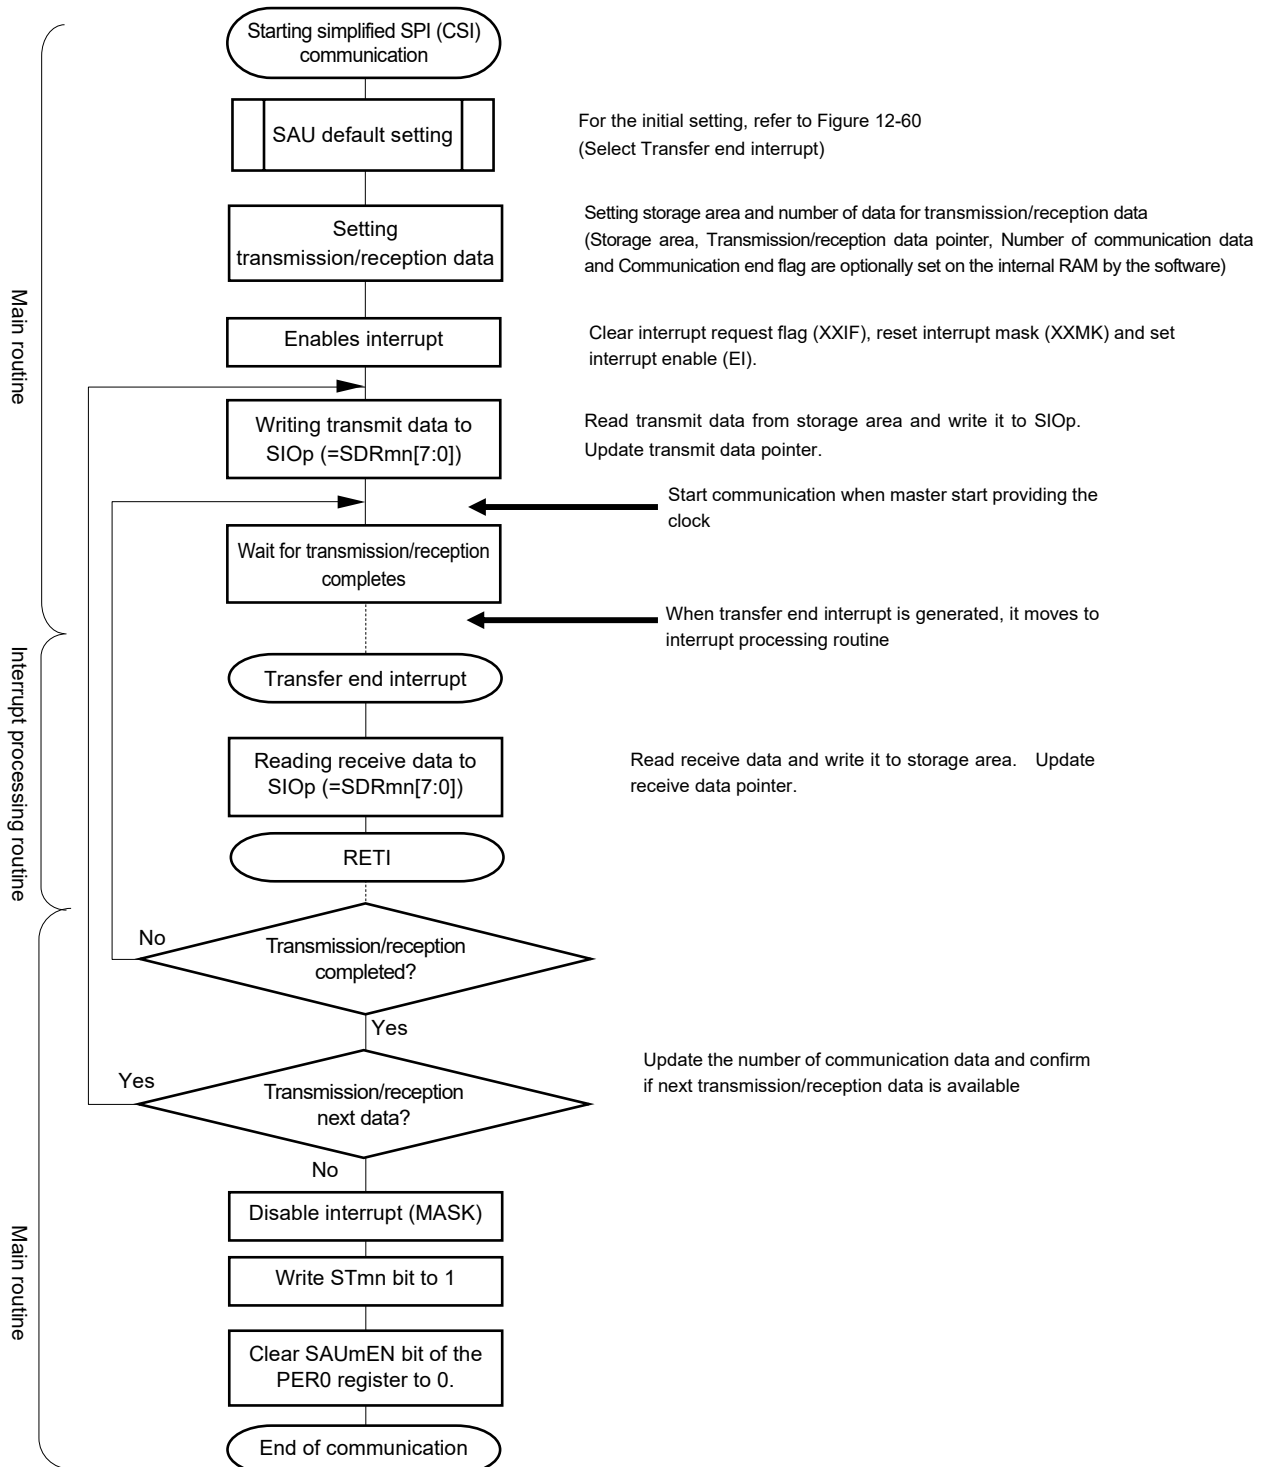 Starting simplified SPI (CSI)
communication
SAU default setting
For the initial setting, refer to Figure 12-60
(Select Transfer end interrupt)
Setting
transmission/reception data
Setting storage area and number of data for transmission/reception data
(Storage area, Transmission/reception data pointer, Number of communication data
and Communication end flag are optionally set on the internal RAM by the software)
Main routine
Enables interrupt
Clear interrupt request flag (XXIF), reset interrupt mask (XXMK) and set
interrupt enable (EI).
Writing transmit data to
SIOp (=SDRmn[7:0])
Read transmit data from storage area and write it to SIOp.
Update transmit data pointer.
Start communication when master start providing the
clock
Wait for transmission/reception
completes
When transfer end interrupt is generated, it moves to
interrupt processing routine
Interrupt processing routine
Transfer end interrupt
Reading receive data to
SIOp (=SDRmn[7:0])
Read receive data and write it to storage area. Update
receive data pointer.
RETI
No
Transmission/reception
completed?
Yes
Yes
Transmission/reception
next data?
Update the number of communication data and confirm
if next transmission/reception data is available
No
Main routine
Disable interrupt (MASK)
Write STmn bit to 1
Clear SAUmEN bit of the
PER0 register to 0.
End of communication